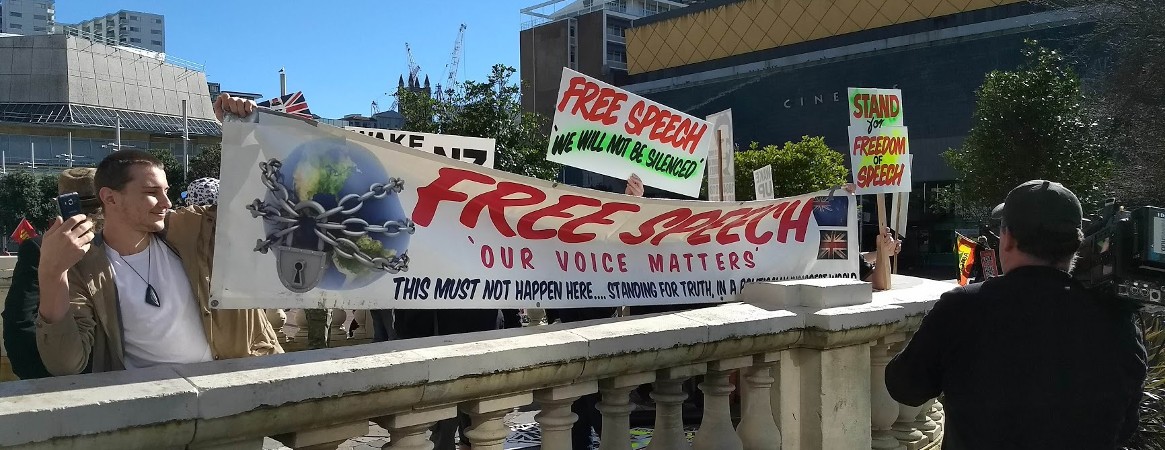 WAKE
NZ
FREE SPEECH
'WE WILL NOT BE SILENCED'
STAND
for
FREEDOM
OF
SPEECH
UP
CINE
FREE SPEECH
'OUR VOICE MATTERS'
THIS MUST NOT HAPPEN HERE.... STANDING FOR TRUTH, IN A